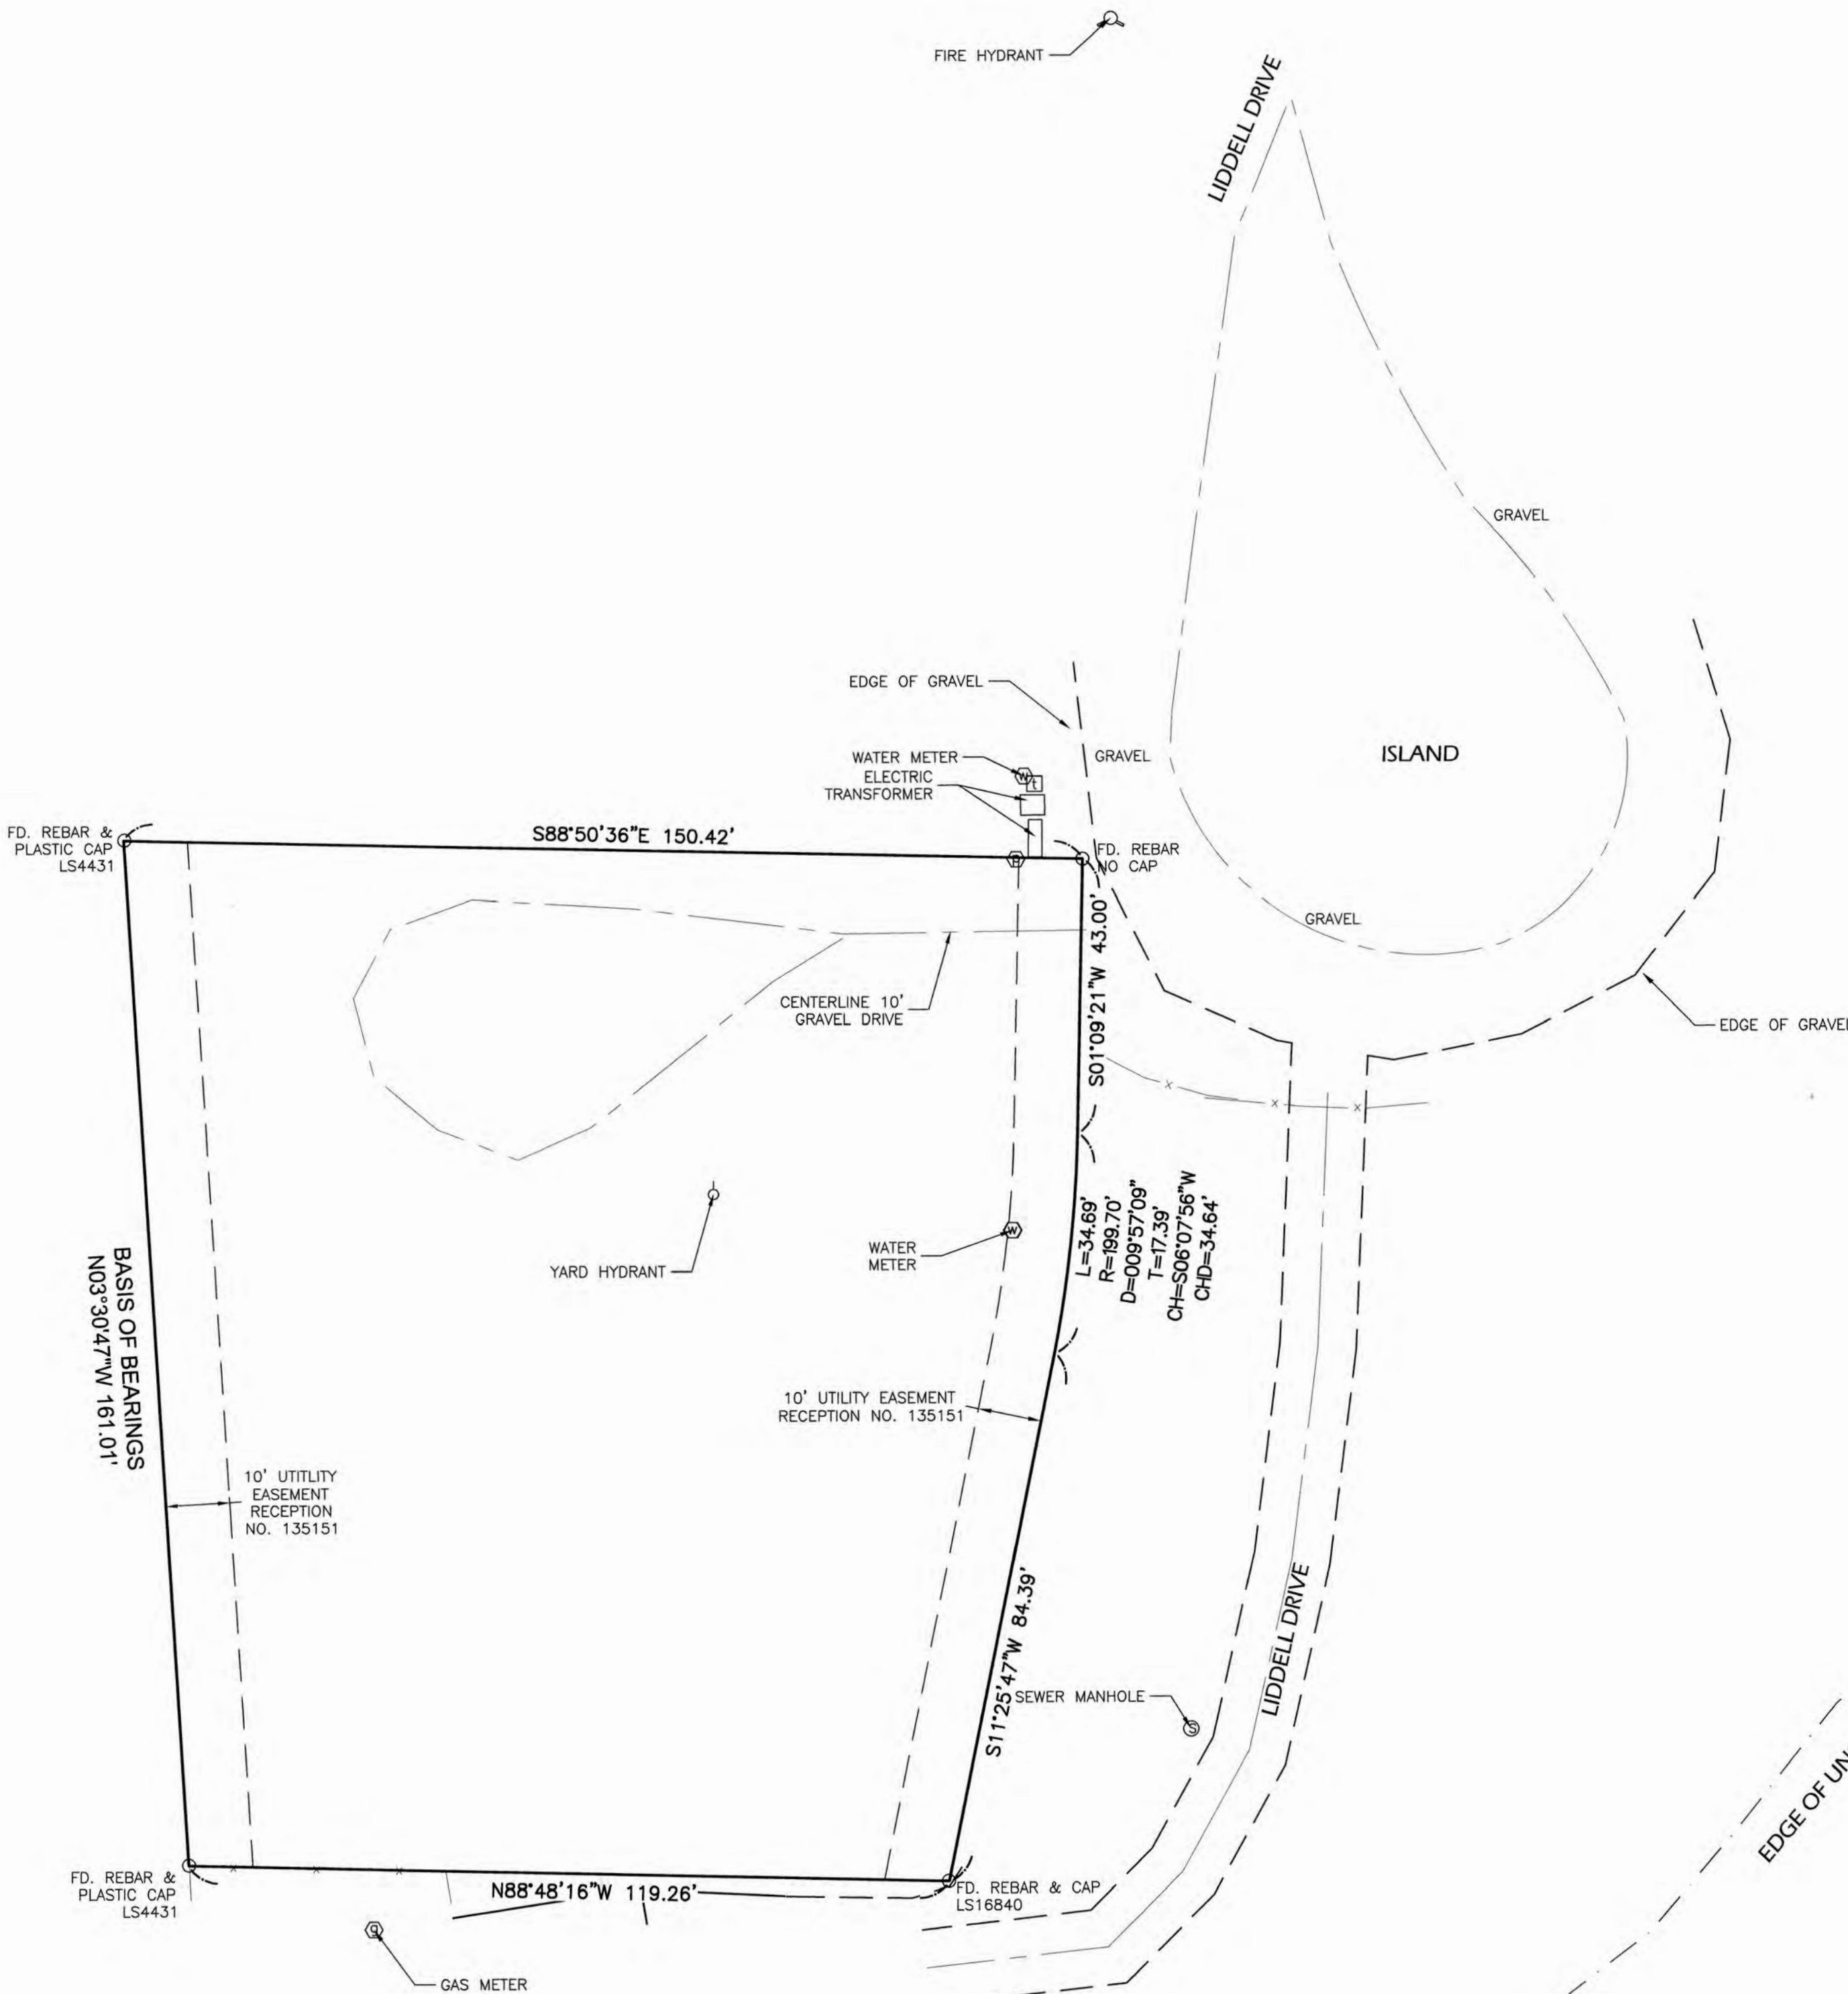 FIRE HYDRANT
LIDDELL DRIVE
GRAVEL
EDGE OF GRAVEL
GRAVEL
ISLAND
WATER METER
W
t
ELECTRIC
TRANSFORMER
FD. REBAR &
PLASTIC CAP
LS4431
S88°50'36"E 150.42'
FD. REBAR
NO CAP
GRAVEL
S01°09'21"W 43.00'
CENTERLINE 10'
GRAVEL DRIVE
EDGE OF GRAVEL
L=34.69'
R=199.70'
D=009°57'09"
T=17.39'
CH=S06°07'56"W
CHD=34.64'
W
WATER
METER
YARD HYDRANT
BASIS OF BEARINGS
N03°30'47"W 161.01'
10' UTILITY EASEMENT
RECEPTION NO. 135151
10' UTITLITY
EASEMENT
RECEPTION
NO. 135151
S11°25'47"W 84.39'
LIDDELL DRIVE
SEWER MANHOLE
S
EDGE OF UN
FD. REBAR &
PLASTIC CAP
LS4431
N88°48'16"W 119.26'
FD. REBAR & CAP
LS16840
g
GAS METER